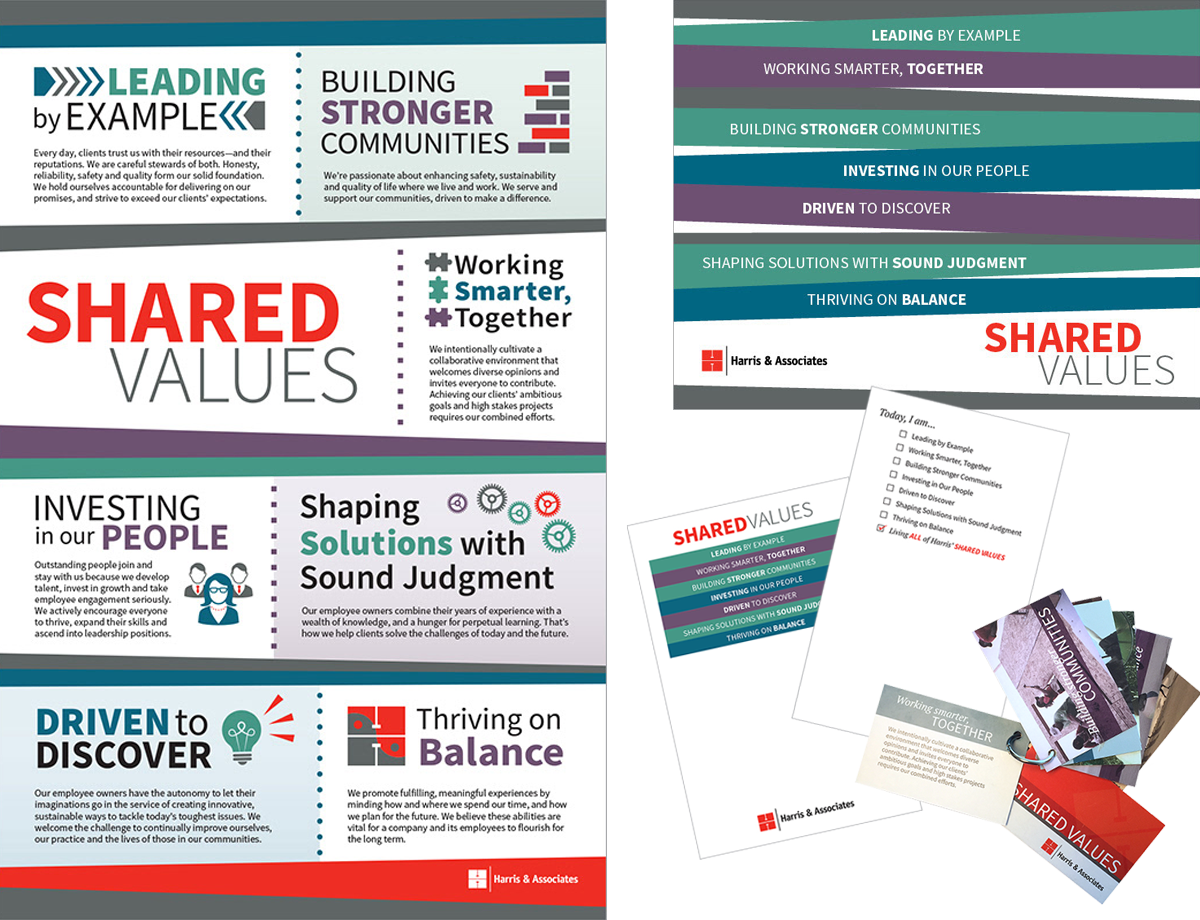 LEADING
by EXAMPLE
Every day, clients trust us with their resources—and their
reputations. We are careful stewards of both. Honesty,
reliability, safety and quality form our solid foundation.
We hold ourselves accountable for delivering on our
promises, and strive to exceed our clients' expectations.
BUILDING
STRONGER
COMMUNITIES
We're passionate about enhancing safety, sustainability
and quality of life where we live and work. We serve and
support our communities, driven to make a difference.
SHARED
VALUES
Working
Smarter,
Together
We intentionally cultivate a
collaborative environment that
welcomes diverse opinions and
invites everyone to contribute.
Achieving our clients' ambitious
goals and high stakes projects
requires our combined efforts.
INVESTING
in our PEOPLE
Outstanding people join and
stay with us because we develop
talent, invest in growth and take
employee engagement seriously.
We actively encourage everyone
to thrive, expand their skills and
ascend into leadership positions.
Shaping
Solutions with
Sound Judgment
Our employee owners combine their years of experience with a
wealth of knowledge, and a hunger for perpetual learning. That's
how we help clients solve the challenges of today and the future.
DRIVEN to
DISCOVER
Our employee owners have the autonomy to let their
imaginations go in the service of creating innovative,
sustainable ways to tackle today's toughest issues. We
welcome the challenge to continually improve ourselves,
our practice and the lives of those in our communities.
Thriving on
Balance
We promote fulfilling, meaningful experiences by
minding how and where we spend our time, and how
we plan for the future. We believe these abilities are
vital for a company and its employees to flourish for
the long term.
Harris & Associates
LEADING BY EXAMPLE
WORKING SMARTER, TOGETHER
BUILDING STRONGER COMMUNITIES
INVESTING IN OUR PEOPLE
DRIVEN TO DISCOVER
SHAPING SOLUTIONS WITH SOUND JUDGMENT
THRIVING ON BALANCE
Harris & Associates
SHARED
VALUES
Today, I am...
Leading by Example
Working Smarter, Together
Building Stronger Communities
Investing in Our People
Driven to Discover
Shaping Solutions with Sound Judgment
Thriving on Balance
Living ALL of Harris' SHARED VALUES
SHARED VALUES
LEADING BY EXAMPLE
WORKING SMARTER, TOGETHER
BUILDING STRONGER COMMUNITIES
INVESTING IN OUR PEOPLE
DRIVEN TO DISCOVER
SHAPING SOLUTIONS WITH SOUND JUDG
THRIVING ON BALANCE
Harris & Associates
Building stronger
COMMUNITIES
Working smarter,
TOGETHER
We intentionally cultivate a collaborative
environment that welcomes diverse
opinions and invites everyone to
contribute. Achieving our clients'
ambitious goals and high stakes projects
requires our combined efforts.
SHARED VALUES
Harris & Associates